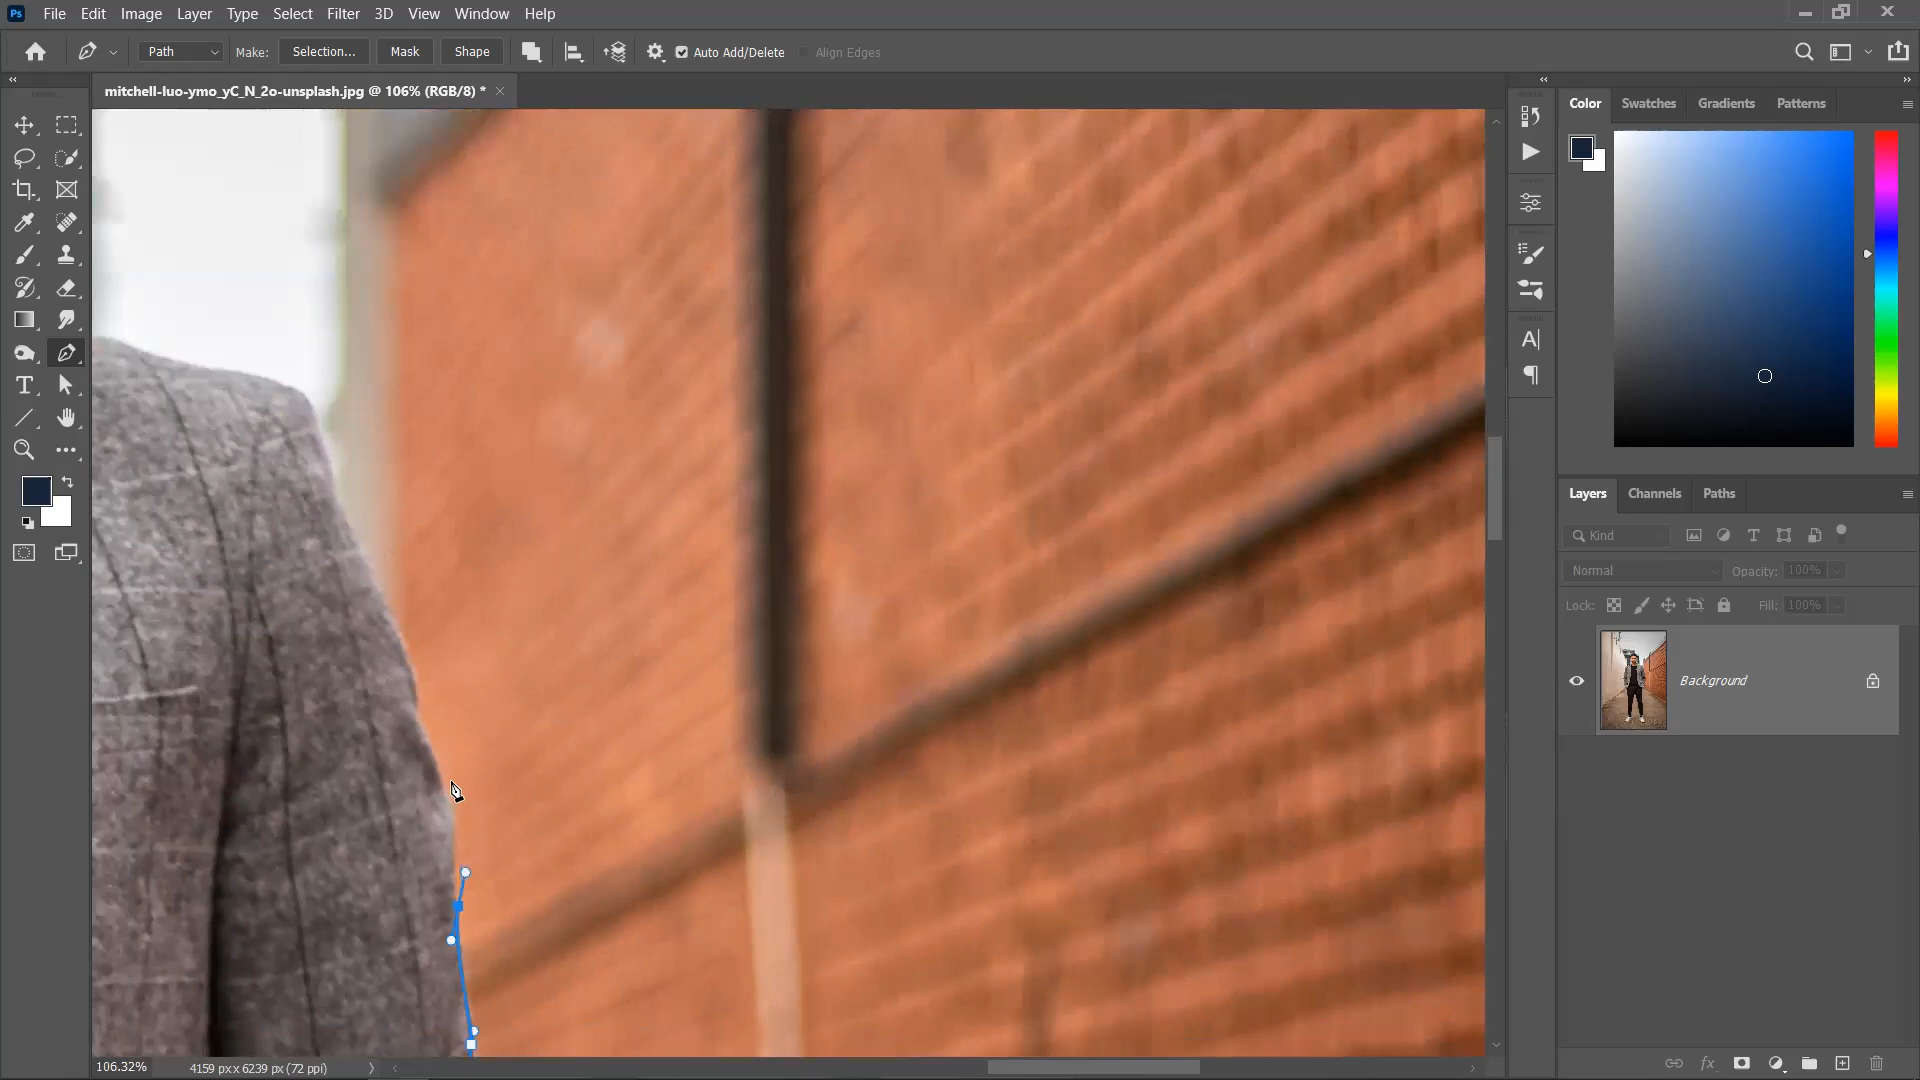 Ps File Edit Image Layer Type Select Filter 3D View Window Help
Path Make: Selection... Mask Shape Auto Add/Delete Align Edges
mitchell-luo-ymo_yC_N_2o-unsplash.jpg @ 106% (RGB/8) *
Color Swatches Gradients Patterns
Layers Channels Paths
Kind
Normal Opacity: 100%
Lock: Fill: 100%
Background
106.32% 4159 px x 6239 px (72 ppi)